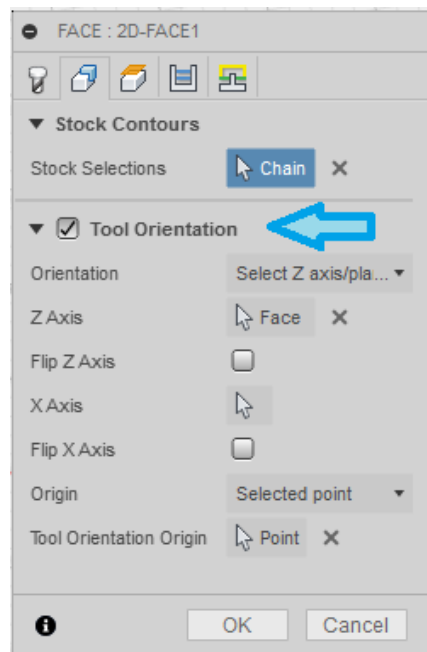 FACE : 2D-FACE1
Stock Contours
Stock Selections Chain
Tool Orientation
Orientation Select Z axis/pla...
Z Axis Face
Flip Z Axis
X Axis
Flip X Axis
Origin Selected point
Tool Orientation Origin Point
OK Cancel